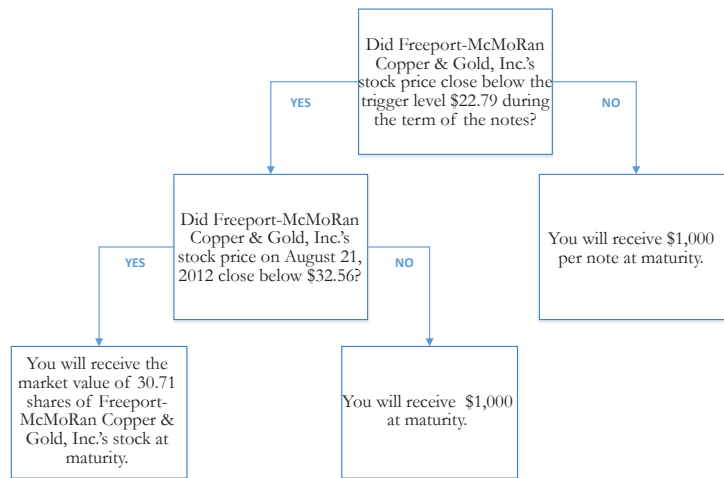 Did Freeport-McMoRan
Copper & Gold, Inc.'s
stock price close below the
trigger level $22.79 during
the term of the notes?
YES
NO
Did Freeport-McMoRan
Copper & Gold, Inc.'s
stock price on August 21,
2012 close below $32.56?
You will receive $1,000
per note at maturity.
YES
NO
You will receive the
market value of 30.71
shares of Freeport-
McMoRan Copper &
Gold, Inc.'s stock at
maturity.
You will receive $1,000
at maturity.